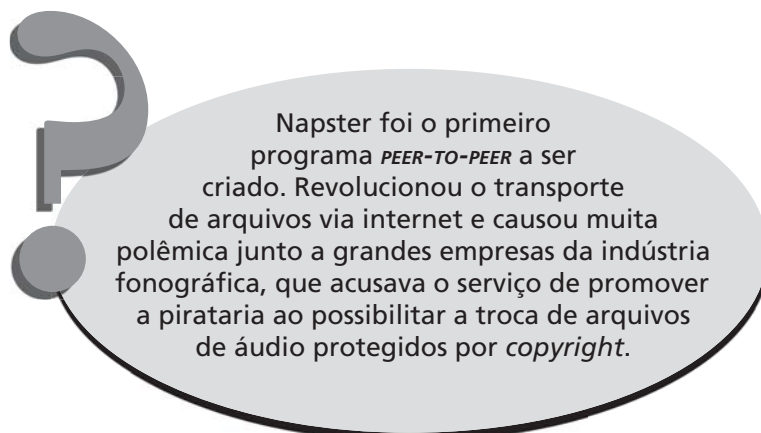 Napster foi o primeiro
programa PEER-TO-PEER a ser
criado. Revolucionou o transporte
de arquivos via internet e causou muita
polêmica junto a grandes empresas da indústria
fonográfica, que acusava o serviço de promover
a pirataria ao possibilitar a troca de arquivos
de áudio protegidos por copyright.